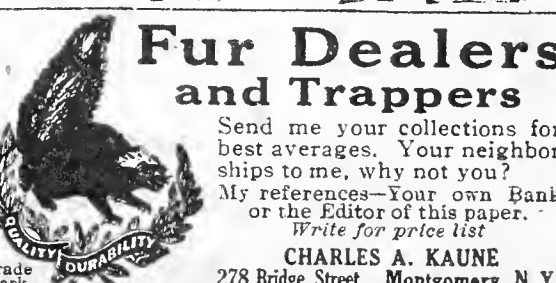 Fur Dealers
and Trappers
Send me your collections for
best averages. Your neighbor
ships to me, why not you?
My references—Your own Bank
or the Editor of this paper.
Write for price list
QUALITY DURABILITY
CHARLES A. KAUNE
278 Bridge Street Montgomery N. Y.